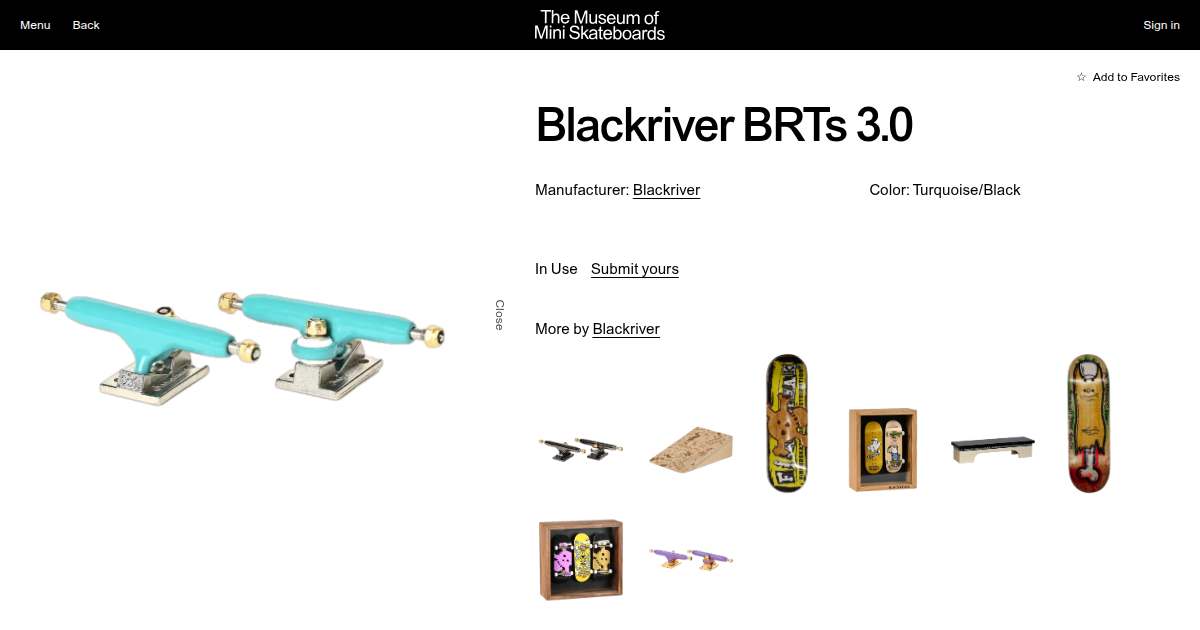 Menu
Back
The Museum of
Mini Skateboards
Sign in
☆ Add to Favorites
Blackriver BRTs 3.0
Manufacturer: Blackriver
Color: Turquoise/Black
In Use Submit yours
Close
More by Blackriver